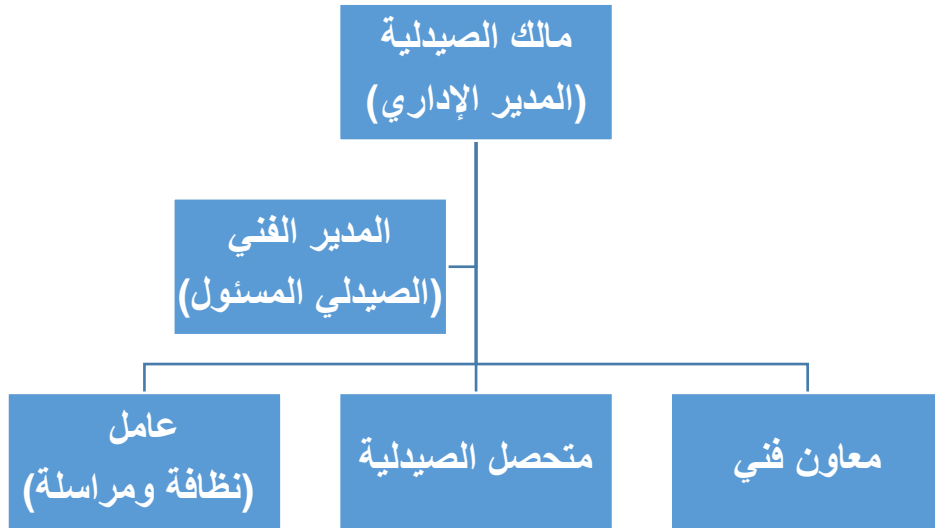 مالك الصيدلية
(المدير الإداري)
المدير الفني
(الصيدلي المسئول)
معاون فني
متحصل الصيدلية
عامل
(نظافة ومراسلة)